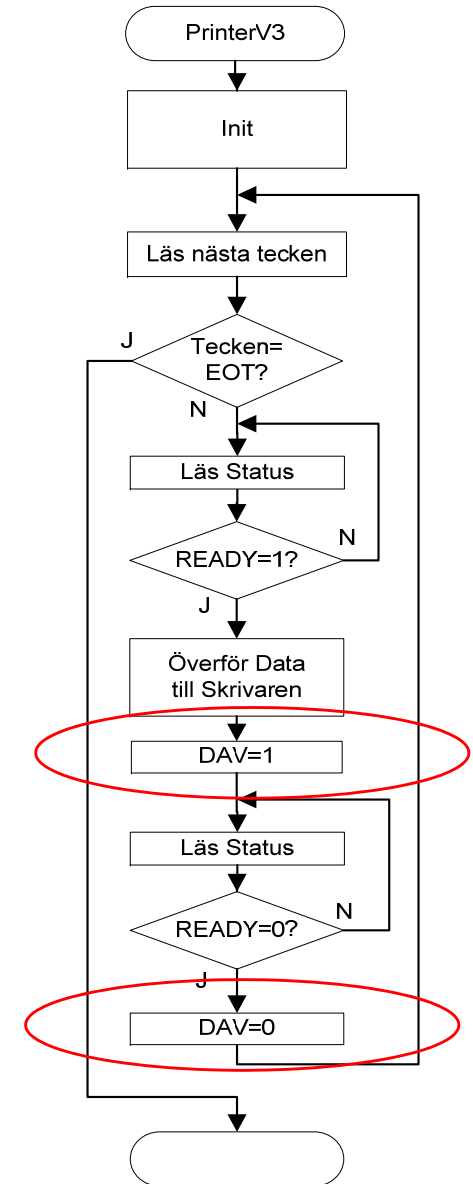 PrinterV3
Init
Läs nästa tecken
J
Tecken=
EOT?
N
Läs Status
N
READY=1?
J
Överför Data
till Skrivaren
DAV=1
Läs Status
N
READY=0?
J
DAV=0